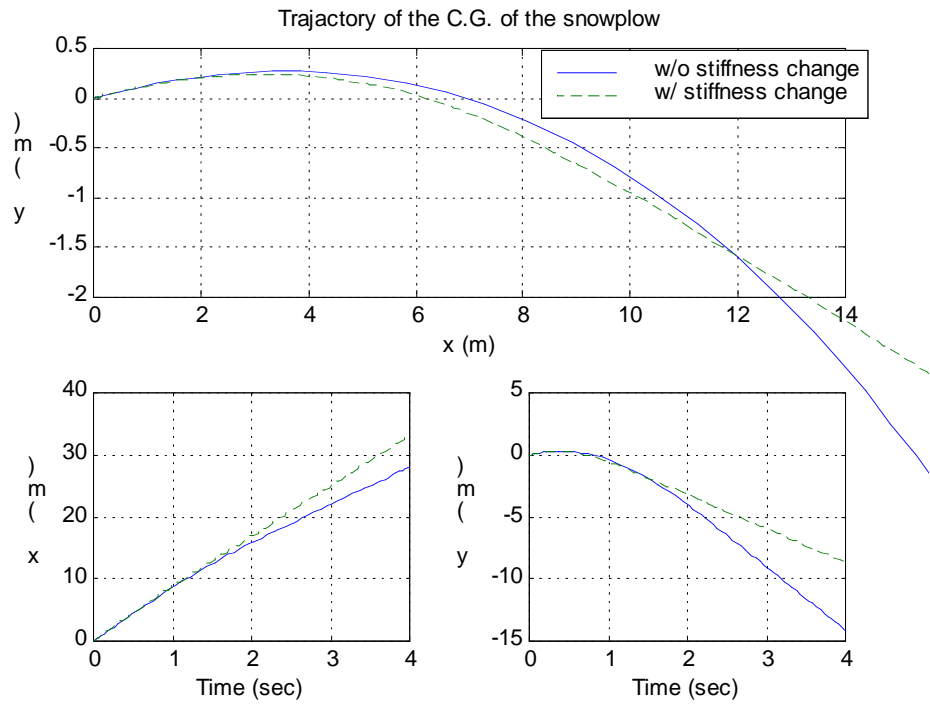 Trajactory of the C.G. of the snowplow
w/o stiffness change
w/ stiffness change
0.5
0
-0.5
-1
-1.5
-2
y (m)
0 2 4 6 8 10 12 14
x (m)
40
30
20
10
0
x (m)
0 1 2 3 4
Time (sec)
5
0
-5
-10
-15
y (m)
0 1 2 3 4
Time (sec)